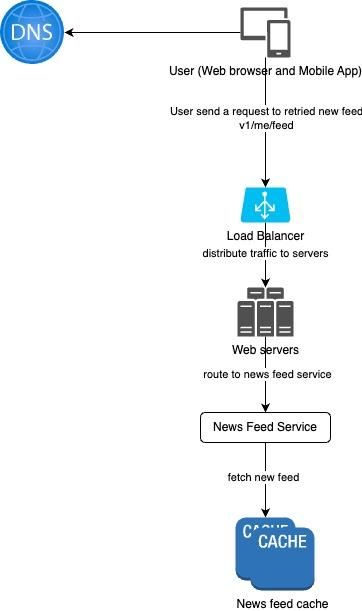 DNS
User (Web browser and Mobile App)
User send a request to retried new feed
v1/me/feed
Load Balancer
distribute traffic to servers
Web servers
route to news feed service
News Feed Service
fetch new feed
CACHE
CACHE
News feed cache